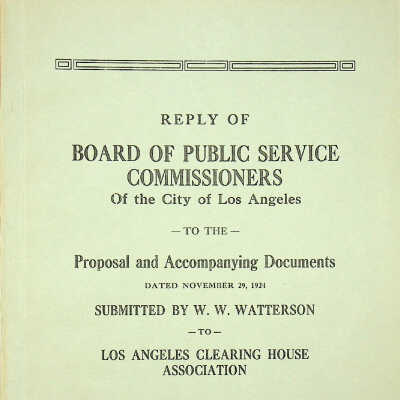 REPLY OF
BOARD OF PUBLIC SERVICE
COMMISSIONERS
Of the City of Los Angeles
— TO THE —
Proposal and Accompanying Documents
DATED NOVEMBER 29, 1924
SUBMITTED BY W. W. WATTERSON
— TO —
LOS ANGELES CLEARING HOUSE
ASSOCIATION